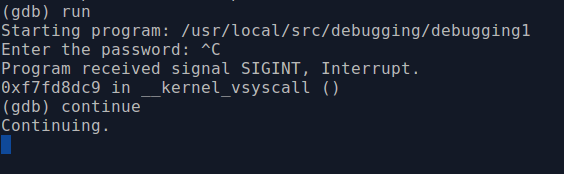 (gdb) run
Starting program: /usr/local/src/debugging/debugging1
Enter the password: ^C
Program received signal SIGINT, Interrupt.
0xf7fd8dc9 in __kernel_vsyscall ()
(gdb) continue
Continuing.